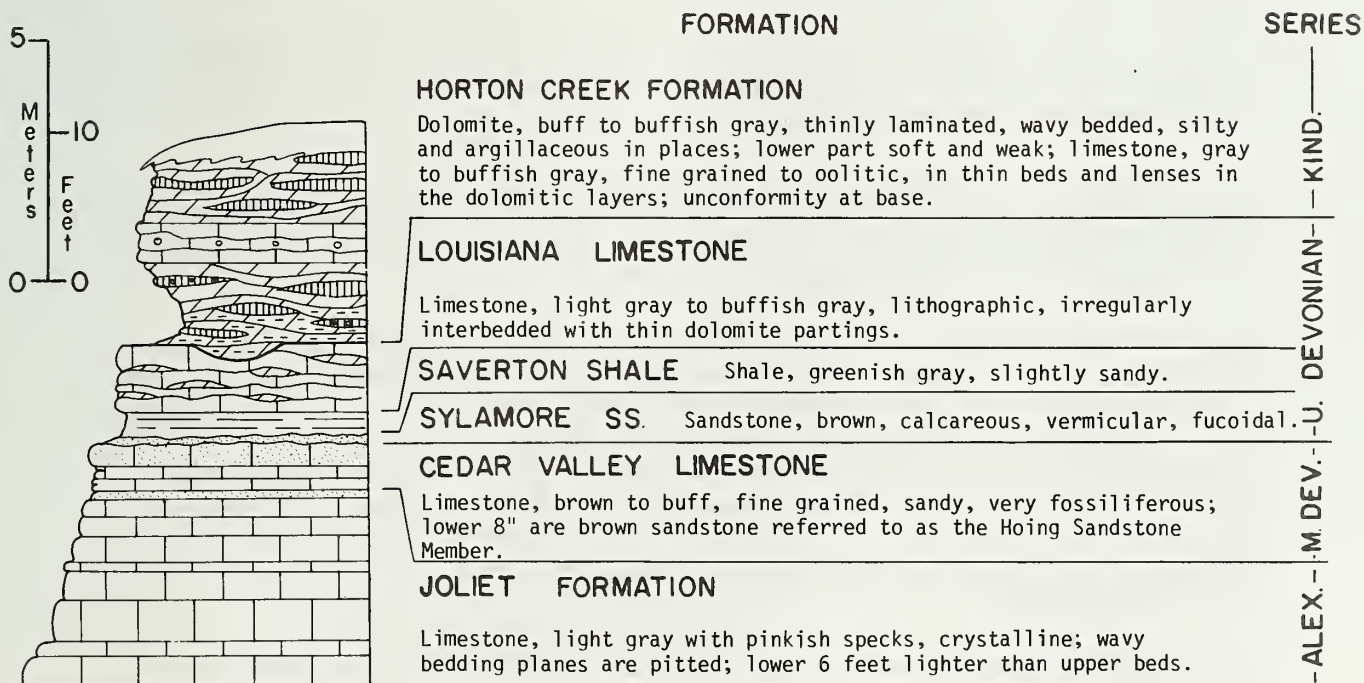 FORMATION
SERIES
5
Meters
10
Feet
0
0
HORTON CREEK FORMATION
Dolomite, buff to buffish gray, thinly laminated, wavy bedded, silty
and argillaceous in places; lower part soft and weak; limestone, gray
to buffish gray, fine grained to oolitic, in thin beds and lenses in
the dolomitic layers; unconformity at base.
KIND.
LOUISIANA LIMESTONE
Limestone, light gray to buffish gray, lithographic, irregularly
interbedded with thin dolomite partings.
SAVERTON SHALE Shale, greenish gray, slightly sandy.
SYLAMORE SS. Sandstone, brown, calcareous, vermicular, fucoidal.
U. DEVONIAN
CEDAR VALLEY LIMESTONE
Limestone, brown to buff, fine grained, sandy, very fossiliferous;
lower 8" are brown sandstone referred to as the Hoing Sandstone
Member.
M. DEV.
JOLIET FORMATION
Limestone, light gray with pinkish specks, crystalline; wavy
bedding planes are pitted; lower 6 feet lighter than upper beds.
ALEX.